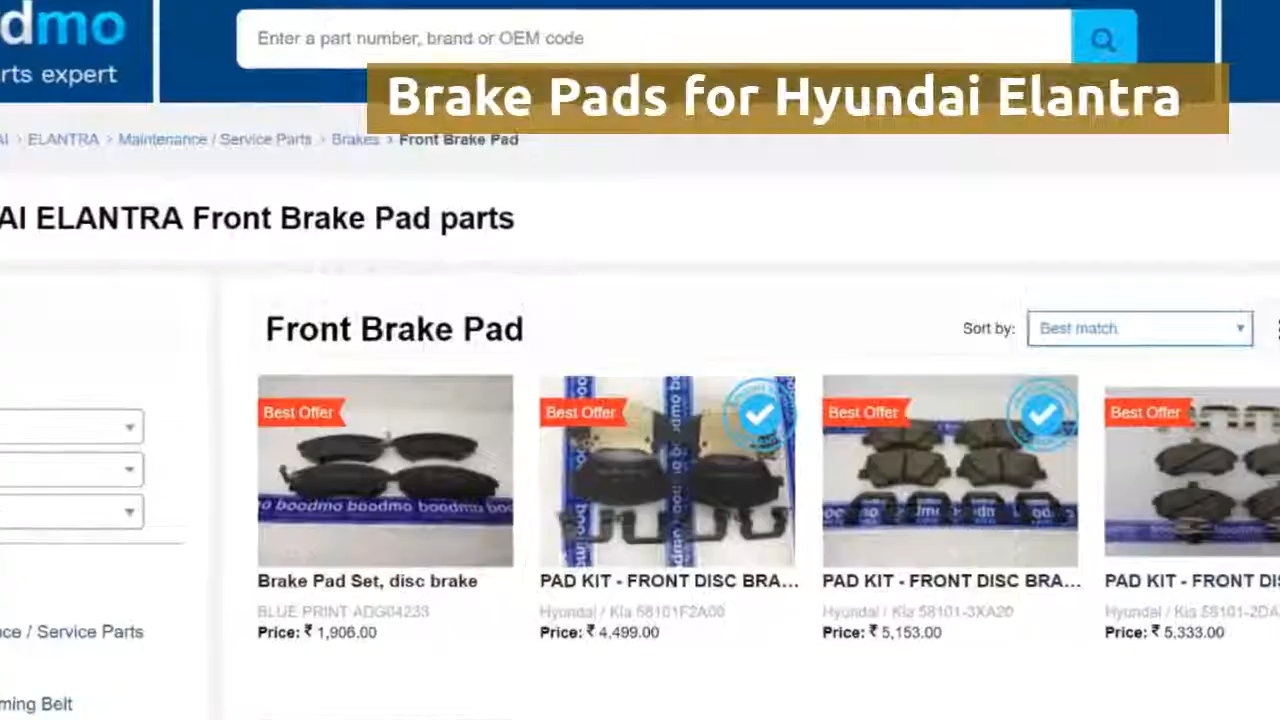 dmo
Enter a part number, brand or OEM code
rts expert
Brake Pads for Hyundai Elantra
AI > ELANTRA > Maintenance / Service Parts > Brakes > Front Brake Pad
AI ELANTRA Front Brake Pad parts
Front Brake Pad
Sort by:
Best match
Best Offer
Best Offer
Best Offer
Best Offer
boodmo boodmo boodmo
Brake Pad Set, disc brake
PAD KIT - FRONT DISC BRA...
PAD KIT - FRONT DISC BRA...
PAD KIT - FRONT DIS
BLUE PRINT ADG04233
Hyundai / Kia 58101F2A00
Hyundai / Kia 58101-3XA20
Hyundai / Kia 58101-2DA
Price: ₹ 1,906.00
Price: ₹ 4,499.00
Price: ₹ 5,153.00
Price: ₹ 5,333.00
ce / Service Parts
ming Belt